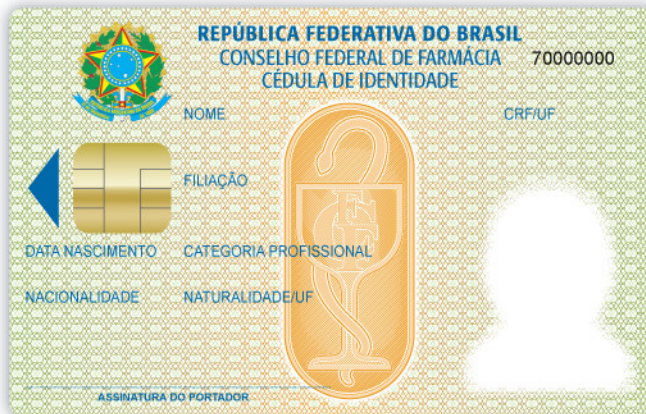 REPÚBLICA FEDERATIVA DO BRASIL
CONSELHO FEDERAL DE FARMÁCIA 70000000
CÉDULA DE IDENTIDADE
NOME CRF/UF
FILIAÇÃO
DATA NASCIMENTO CATEGORIA PROFISSIONAL
NACIONALIDADE NATURALIDADE/UF
ASSINATURA DO PORTADOR